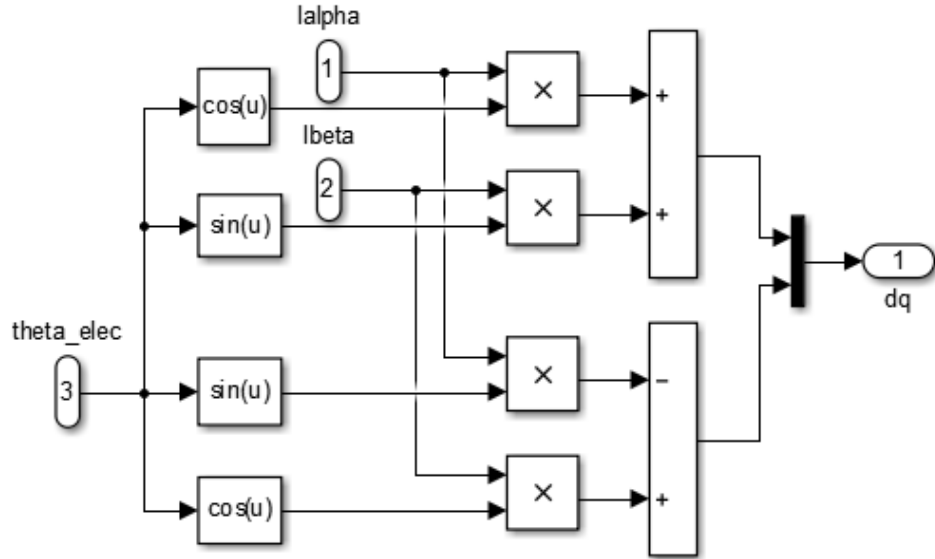 Ialpha
1
cos(u)
×
+
Ibeta
2
sin(u)
×
+
1
dq
theta_elec
3
sin(u)
×
−
cos(u)
×
+